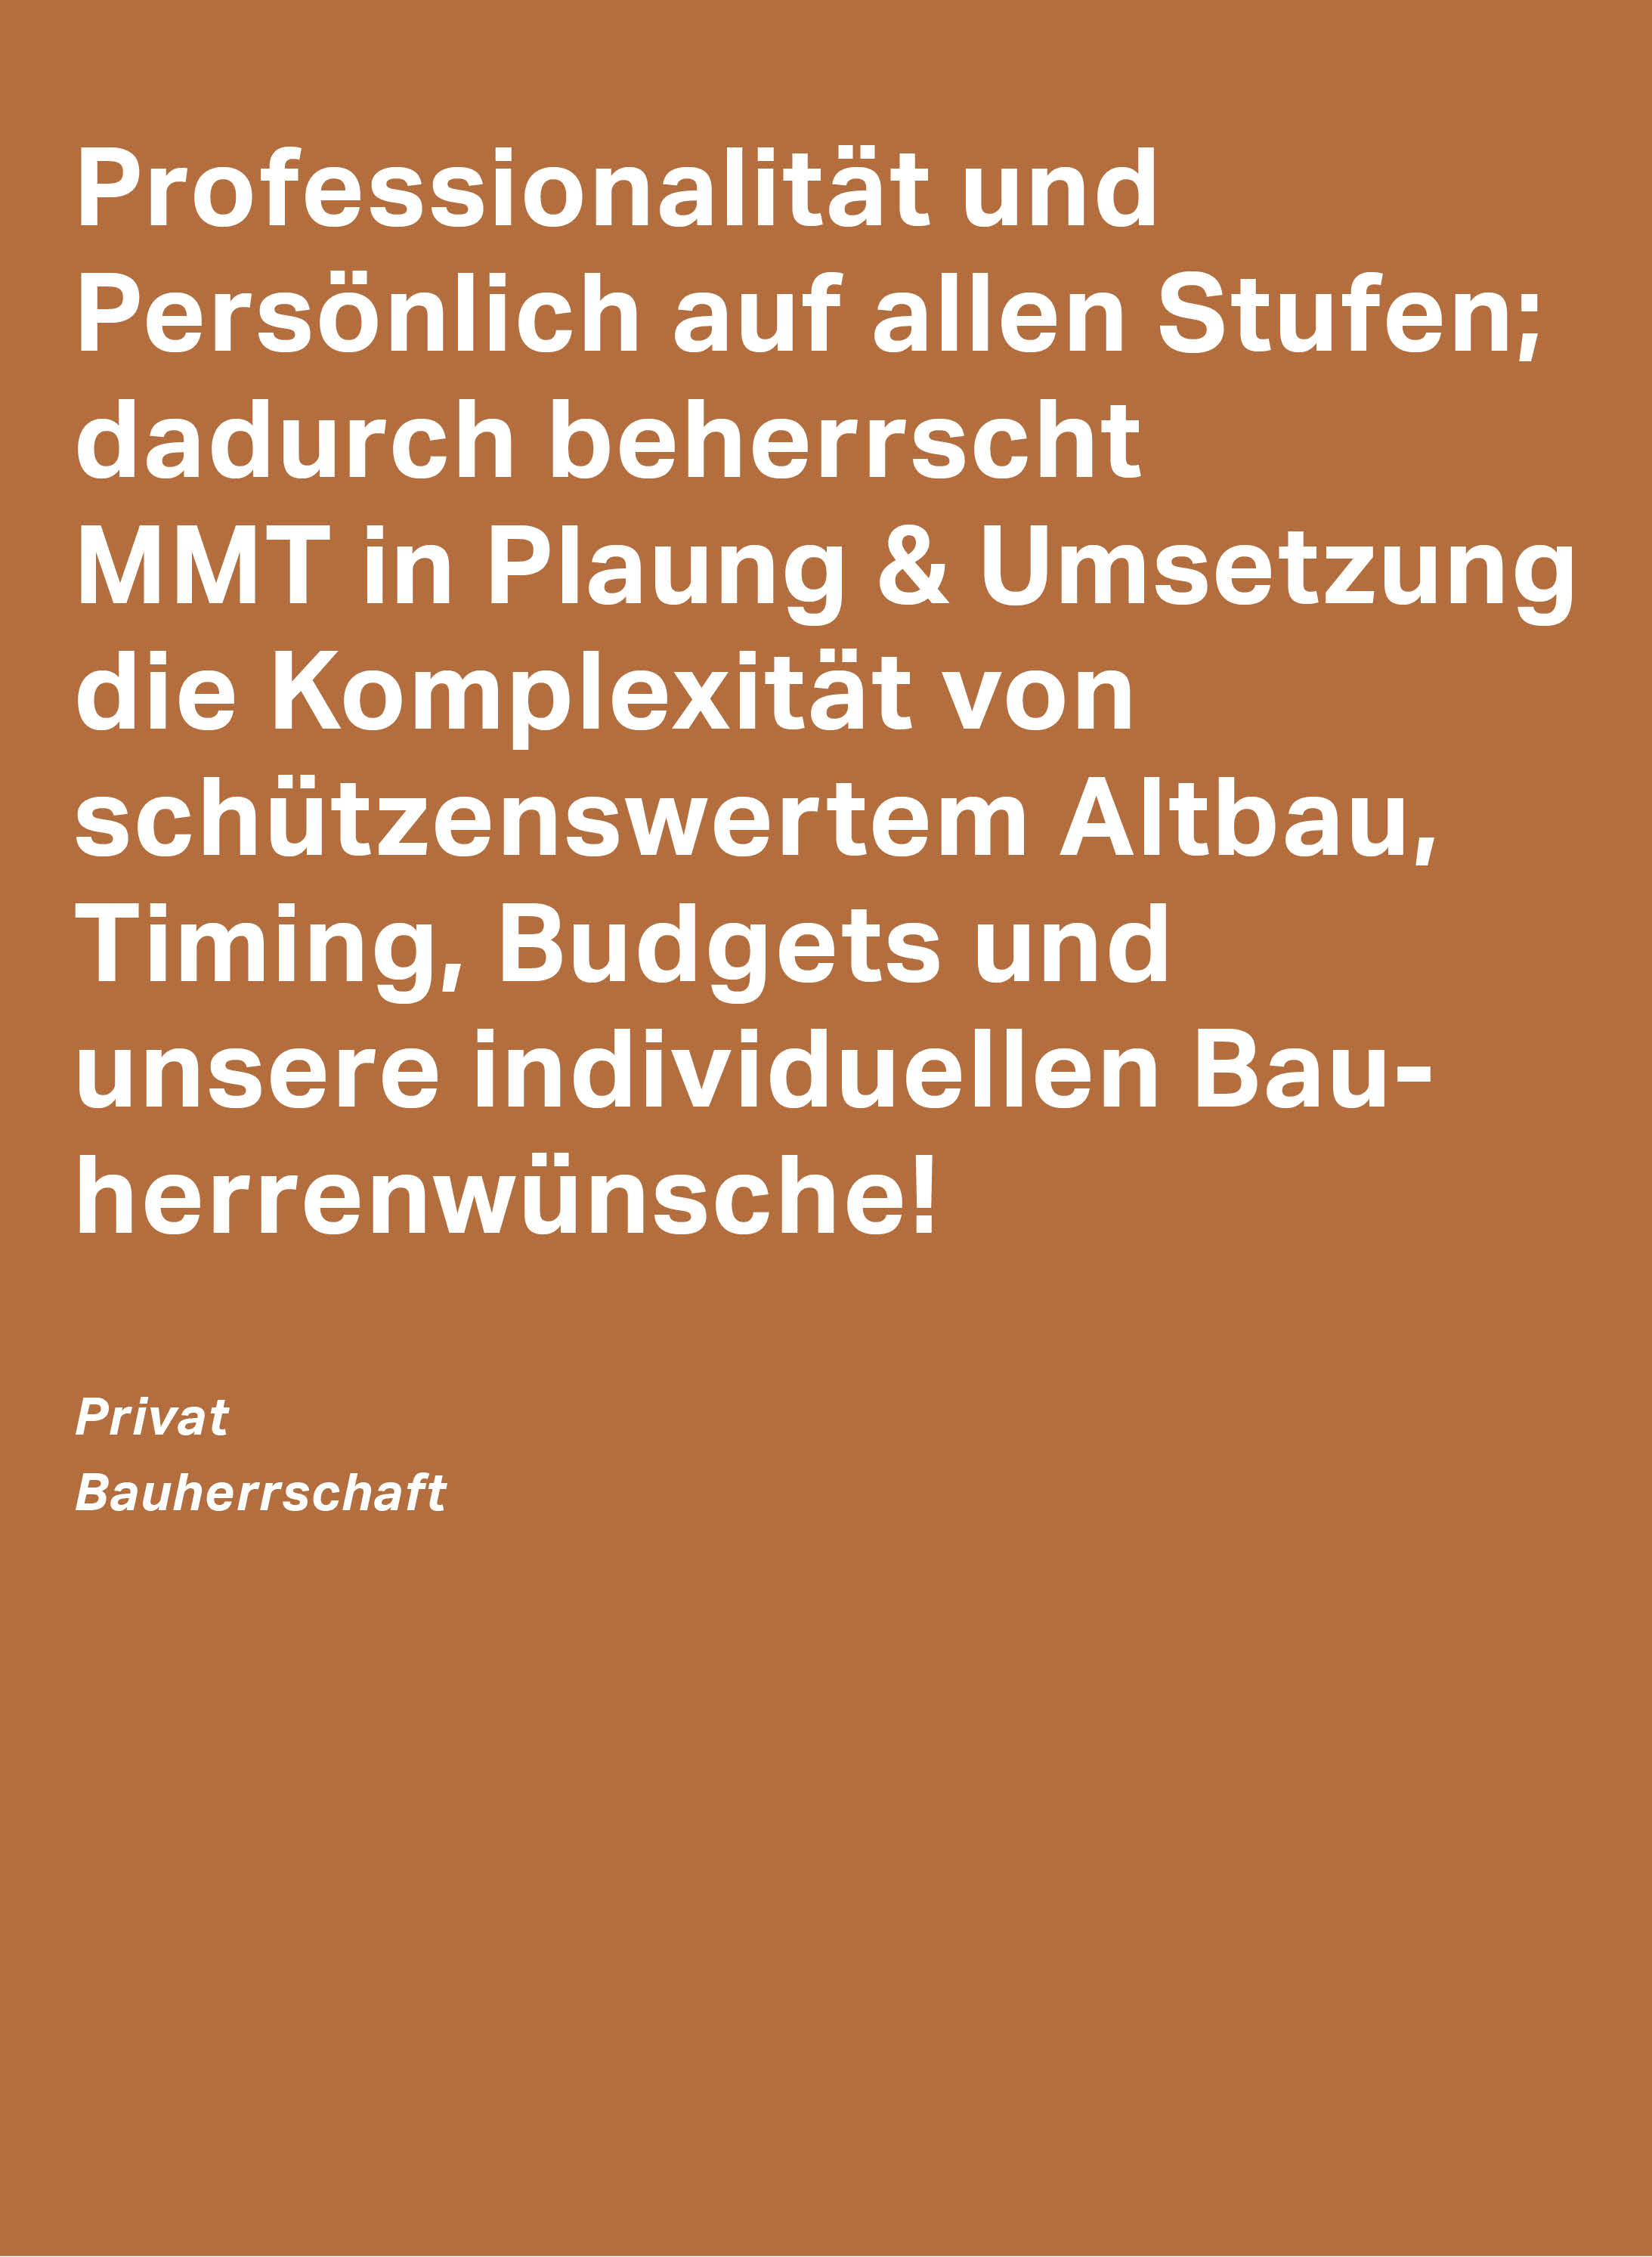 Professionalität und
Persönlich auf allen Stufen;
dadurch beherrscht
MMT in Plaung & Umsetzung
die Komplexität von
schützenswertem Altbau,
Timing, Budgets und
unsere individuellen Bau-
herrenwünsche!
Privat
Bauherrschaft